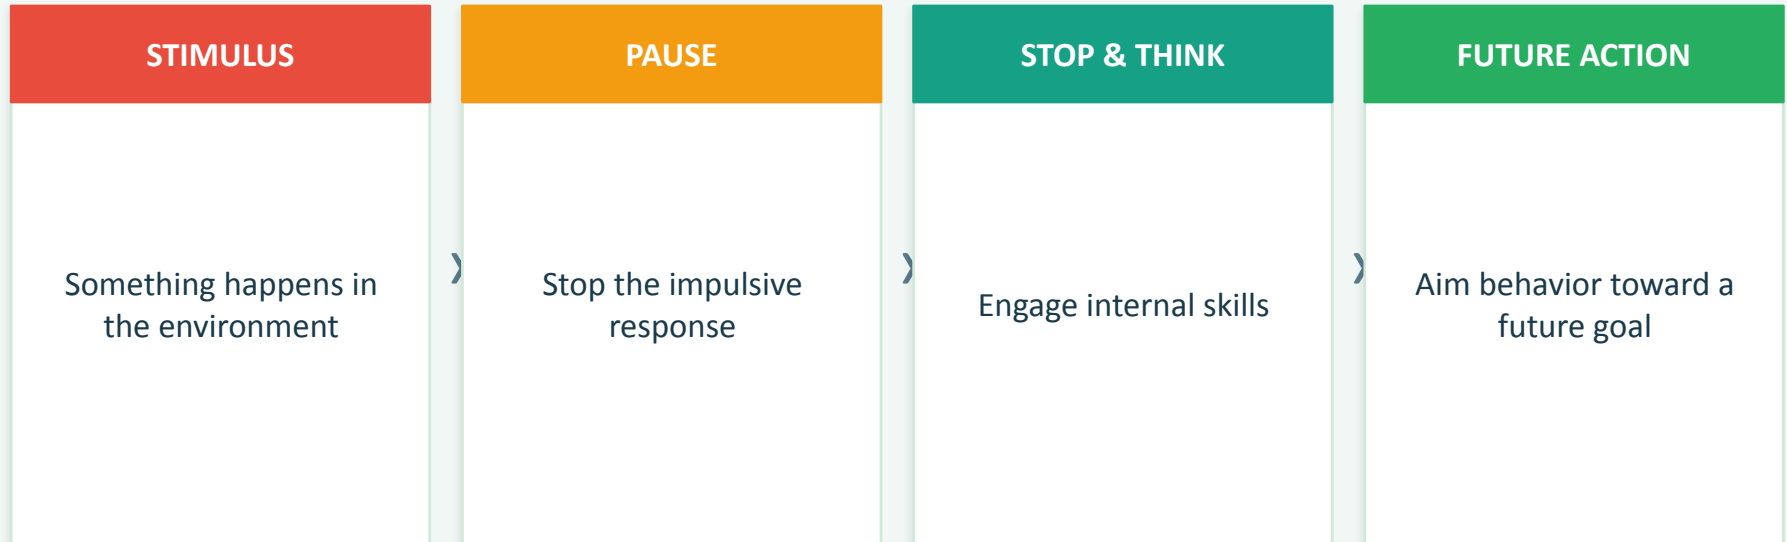 STIMULUS
Something happens in
the environment
PAUSE
Stop the impulsive
response
STOP & THINK
Engage internal skills
FUTURE ACTION
Aim behavior toward a
future goal